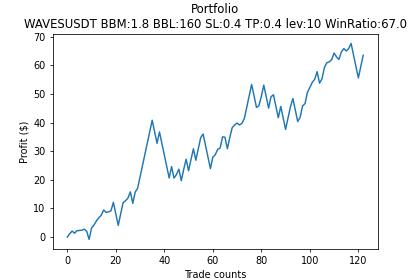 Portfolio
WAVESUSDT BBM:1.8 BBL:160 SL:0.4 TP:0.4 lev:10 WinRatio:67.0
70
60
50
40
30
20
10
0
Profit ($)
0 20 40 60 80 100 120
Trade counts